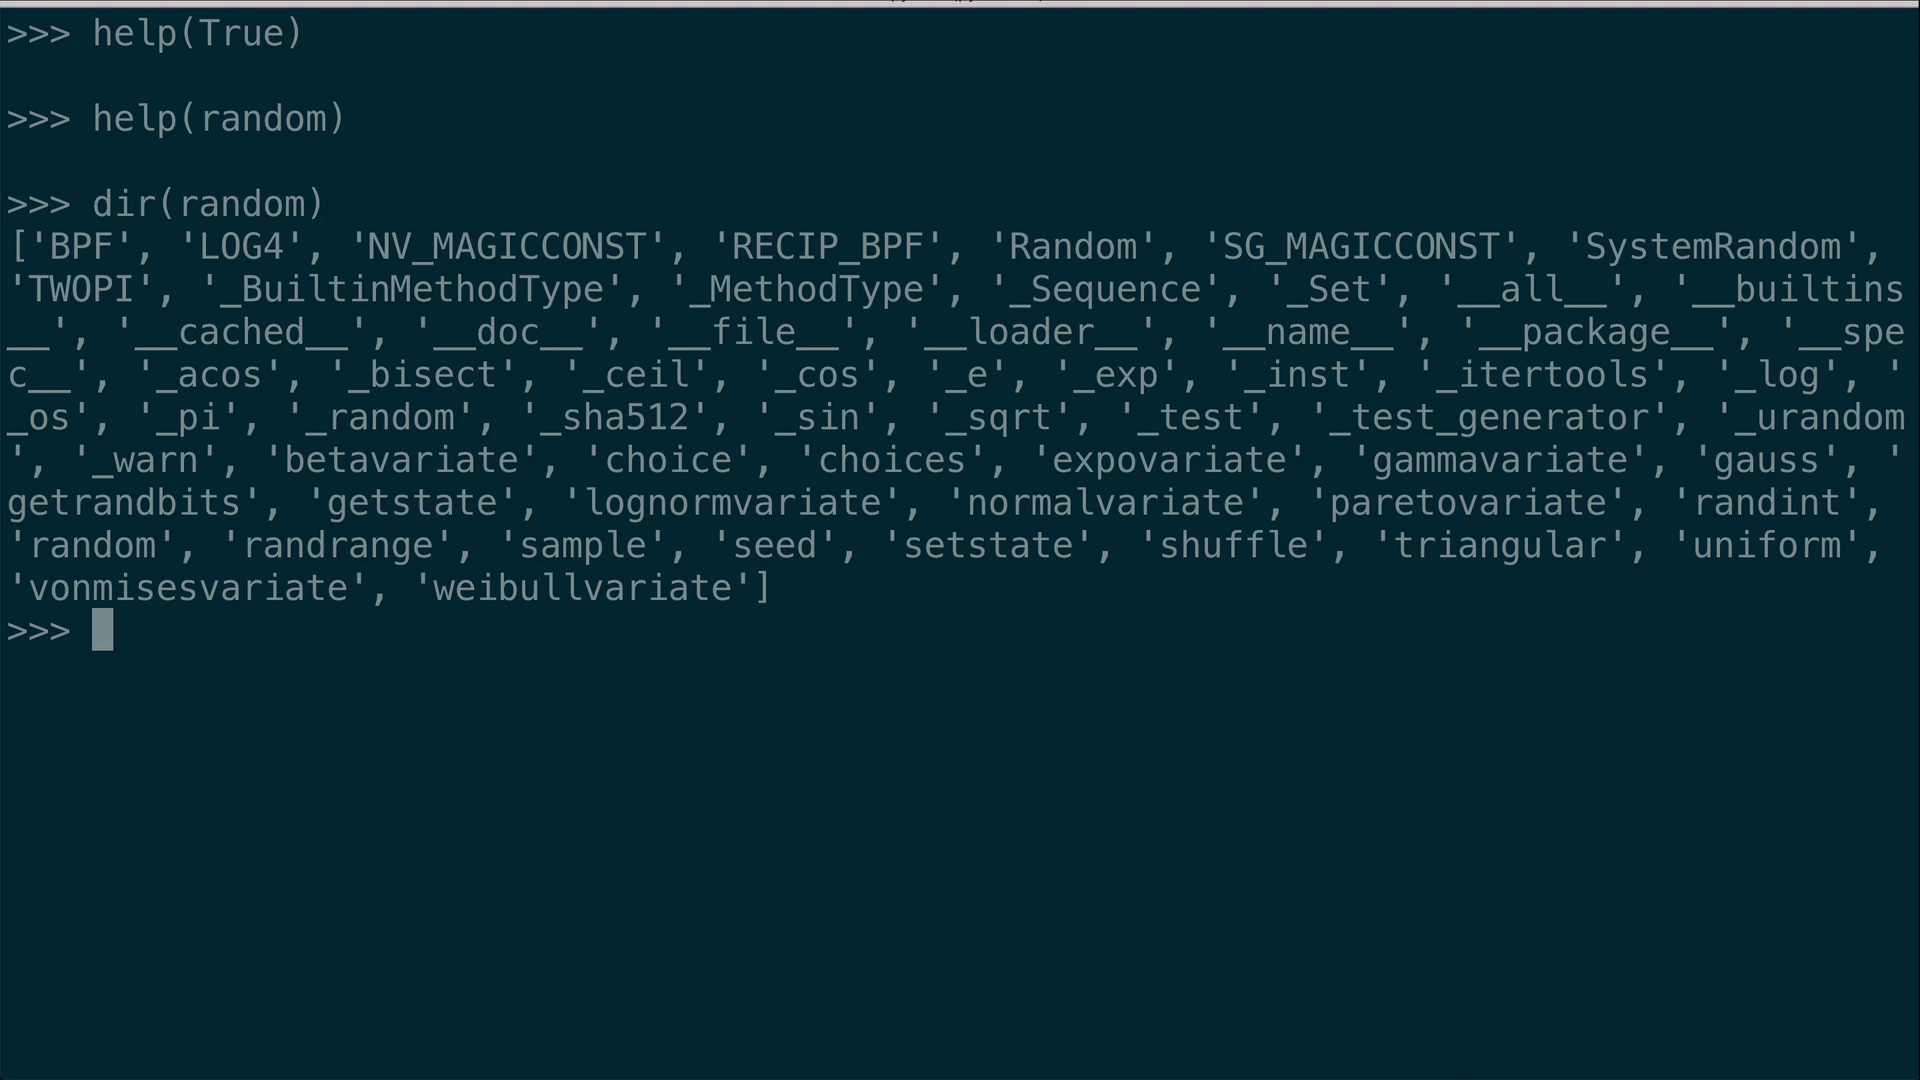 >>> help(True)
>>> help(random)
>>> dir(random)
['BPF', 'LOG4', 'NV_MAGICCONST', 'RECIP_BPF', 'Random', 'SG_MAGICCONST', 'SystemRandom',
'TWOPI', '_BuiltinMethodType', '_MethodType', '_Sequence', '_Set', '__all__', '__builtins
__', '__cached__', '__doc__', '__file__', '__loader__', '__name__', '__package__', '__spe
c__', '_acos', '_bisect', '_ceil', '_cos', '_e', '_exp', '_inst', '_itertools', '_log', '
_os', '_pi', '_random', '_sha512', '_sin', '_sqrt', '_test', '_test_generator', '_urandom
', '_warn', 'betavariate', 'choice', 'choices', 'expovariate', 'gammavariate', 'gauss', '
getrandbits', 'getstate', 'lognormvariate', 'normalvariate', 'paretovariate', 'randint',
'random', 'randrange', 'sample', 'seed', 'setstate', 'shuffle', 'triangular', 'uniform',
'vonmisesvariate', 'weibullvariate']
>>>